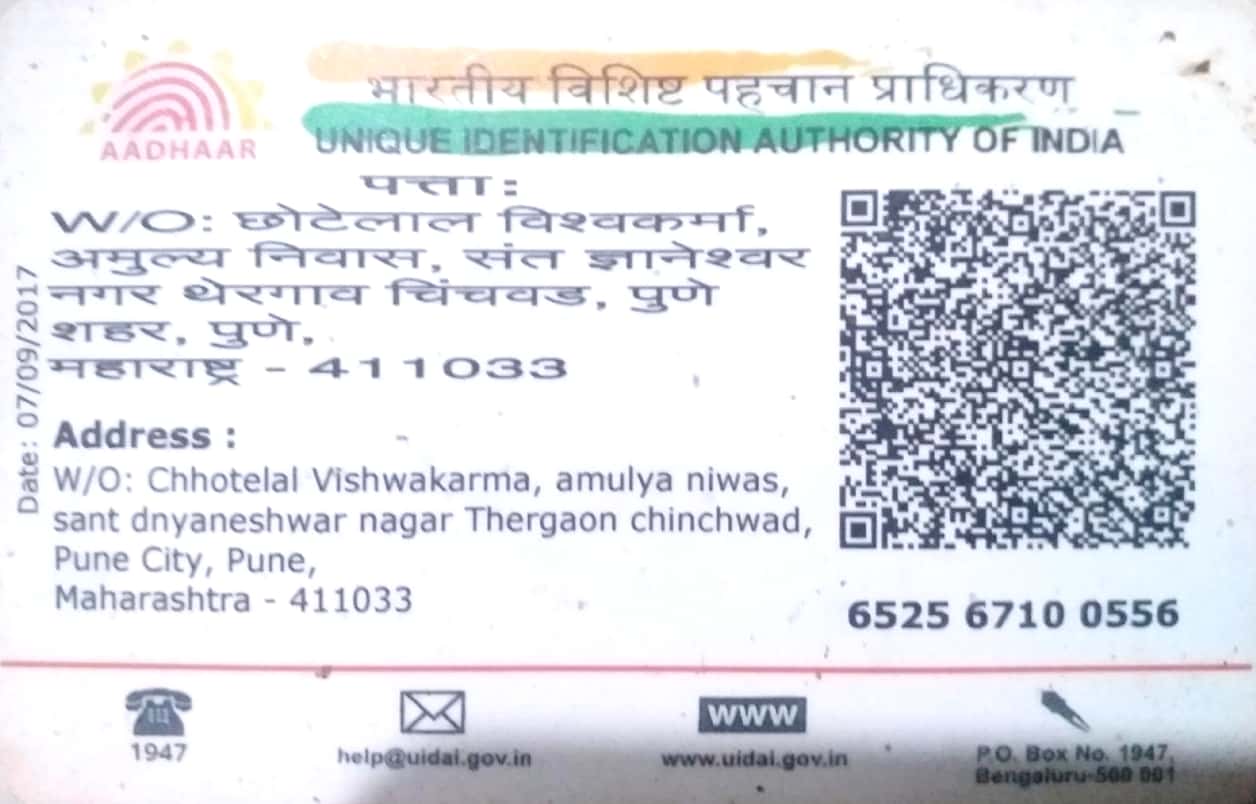 भारतीय विशिष्ट पहचान प्राधिकरण
AADHAAR
UNIQUE IDENTIFICATION AUTHORITY OF INDIA
पत्ता :
W/O: छोटेलाल विश्वकर्मा,
अमुल्य निवास, संत ज्ञानेश्वर
नगर थेरगाव चिंचवड, पुणे
शहर, पुणे,
महाराष्ट्र - 411033
Date: 07/09/2017
Address :
W/O: Chhotelal Vishwakarma, amulya niwas,
sant dnyaneshwar nagar Thergaon chinchwad,
Pune City, Pune,
Maharashtra - 411033
6525 6710 0556
1947
help@uidai.gov.in
WWW
www.uidai.gov.in
P.O. Box No. 1947,
Bengaluru-560 001